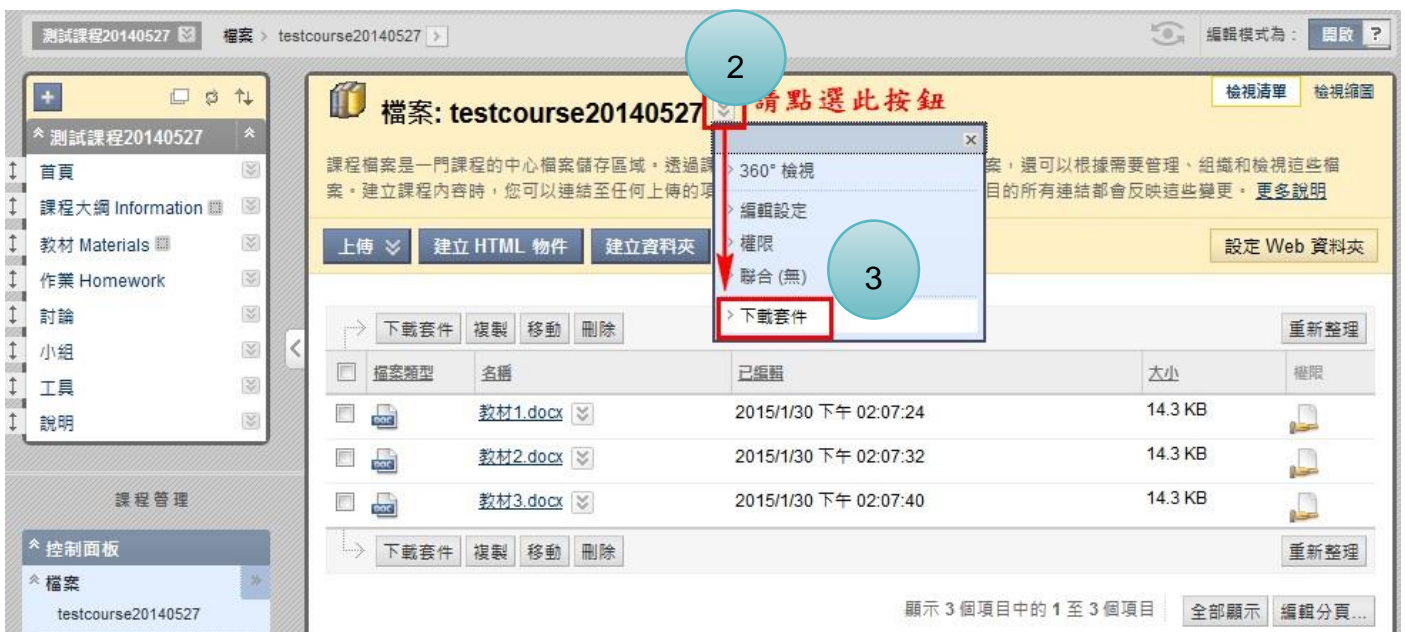 測試課程20140527 檔案 > testcourse20140527 >
編輯模式為： 開啟 ?
2
檔案: testcourse20140527 請點選此按鈕
檢視清單 檢視縮圖
課程檔案是一門課程的中心檔案儲存區域。透過課 案，還可以根據需要管理、組織和檢視這些檔
案。建立課程內容時，您可以連結至任何上傳的項 目的所有連結都會反映這些變更。 更多說明
上傳 建立 HTML 物件 建立資料夾
設定 Web 資料夾
360° 檢視
編輯設定
權限
聯合 (無)
3
下載套件
測試課程20140527
首頁
課程大綱 Information
教材 Materials
作業 Homework
討論
小組
工具
說明
課程管理
控制面板
檔案
testcourse20140527
下載套件 複製 移動 刪除 重新整理
檔案類型 名稱 已編輯 大小 權限
教材1.docx 2015/1/30 下午 02:07:24 14.3 KB
教材2.docx 2015/1/30 下午 02:07:32 14.3 KB
教材3.docx 2015/1/30 下午 02:07:40 14.3 KB
下載套件 複製 移動 刪除 重新整理
顯示 3 個項目中的 1 至 3 個項目 全部顯示 編輯分頁...